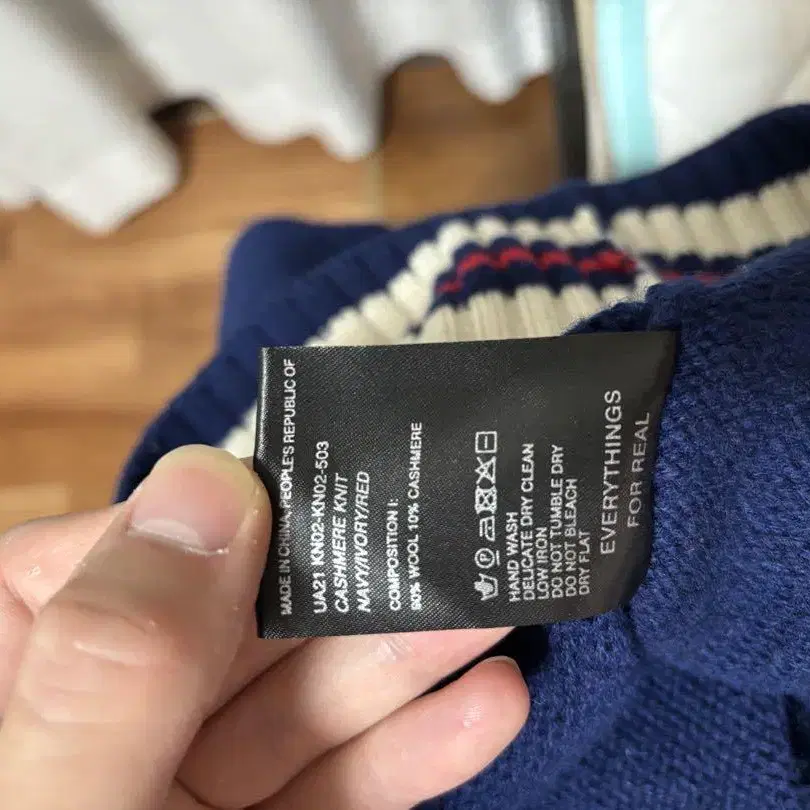 EVERYTHINGS
FOR REAL
HAND WASH
DELICATE DRY CLEAN
LOW IRON
DO NOT TUMBLE DRY
DO NOT BLEACH
DRY FLAT
COMPOSITION I:
90% WOOL 10% CASHMERE
UA21 KN02-KN02-503
CASHMERE KNIT
NAVY/IVORY/RED
MADE IN CHINA, PEOPLE'S REPUBLIC OF